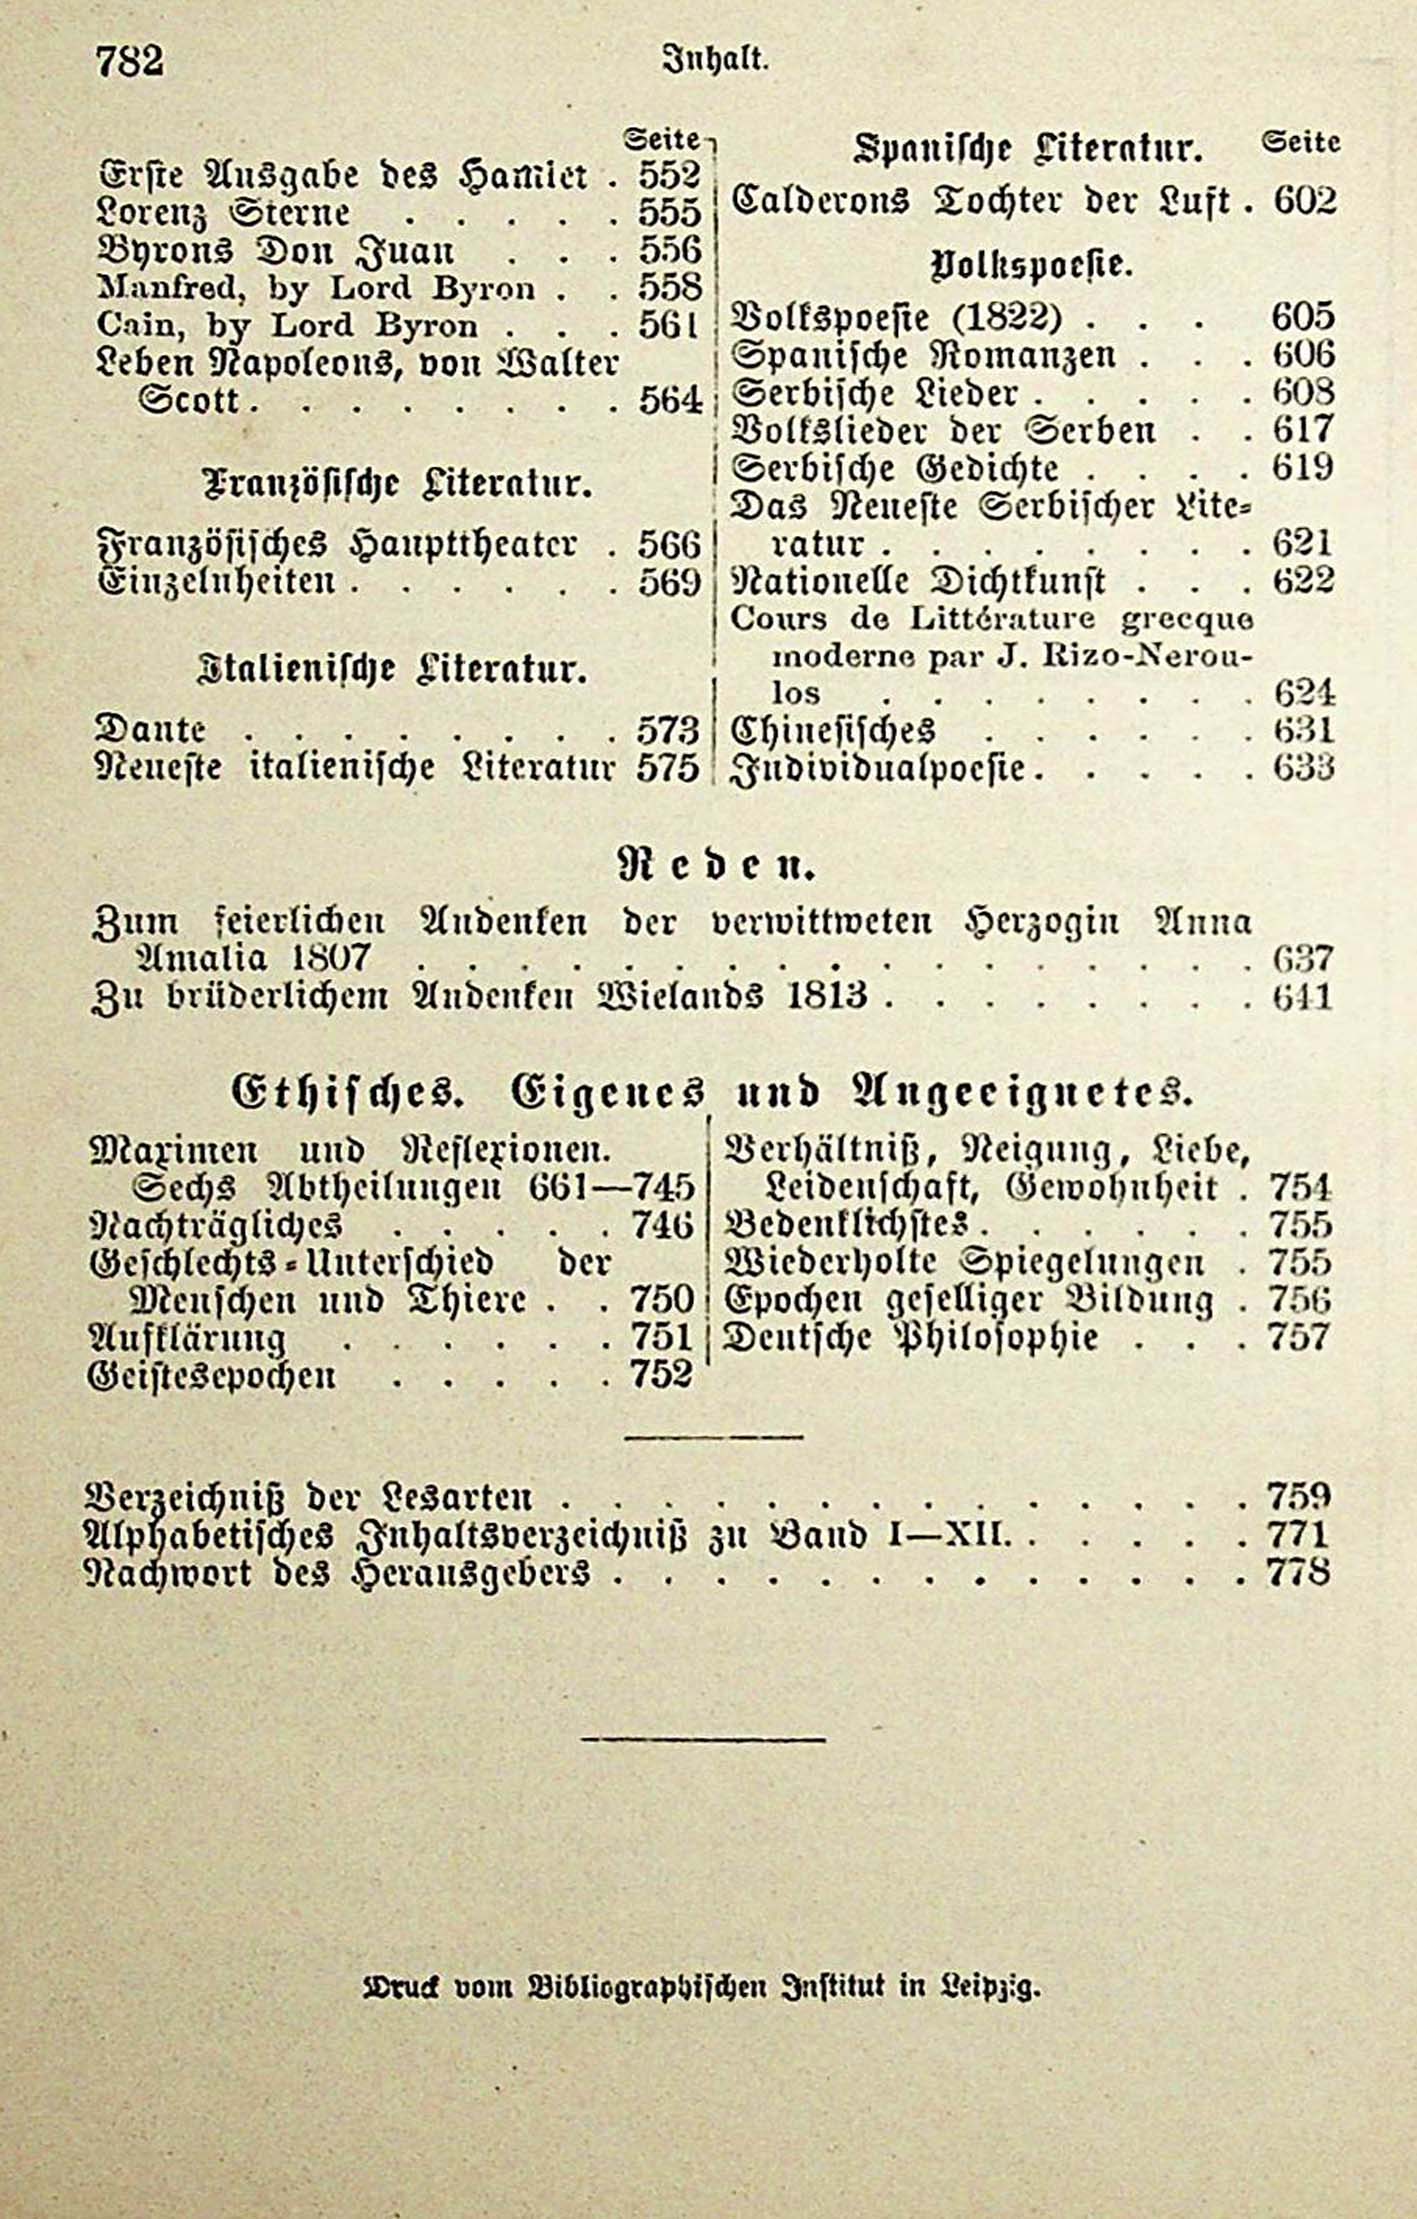 782
Inhalt.
Seite
Erste Ausgabe des Hamlet . 552
Lorenz Sterne . . . . . 555
Byrons Don Juan . . . 556
Manfred, by Lord Byron . . 558
Cain, by Lord Byron . . . 561
Leben Napoleons, von Walter
Scott. . . . . . . . 564
Französische Literatur.
Französisches Haupttheater . 566
Einzelnheiten . . . . . . 569
Italienische Literatur.
Dante . . . . . . . . 573
Neueste italienische Literatur 575
Spanische Literatur. Seite
Calderons Tochter der Luft . 602
Volkspoesie.
Volkspoesie (1822) . . . 605
Spanische Romanzen . . . 606
Serbische Lieder . . . . . 608
Volkslieder der Serben . . 617
Serbische Gedichte . . . . 619
Das Neueste Serbischer Lite=
ratur . . . . . . . . 621
Nationelle Dichtkunst . . . 622
Cours de Littérature grecque
moderne par J. Rizo-Nerou-
los . . . . . . . . 624
Chinesisches . . . . . . 631
Individualpoesie . . . . . 633
Reden.
Zum feierlichen Andenken der verwittweten Herzogin Anna
Amalia 1807 . . . . . . . . . . . . . . . . . 637
Zu brüderlichem Andenken Wielands 1813 . . . . . . . . 641
Ethisches. Eigenes und Angeeignetes.
Maximen und Reflexionen.
Sechs Abtheilungen 661—745
Nachträgliches . . . . . 746
Geschlechts=Unterschied der
Menschen und Thiere . . 750
Aufklärung . . . . . . 751
Geistesepochen . . . . . 752
Verhältniß, Neigung, Liebe,
Leidenschaft, Gewohnheit . 754
Bedenklichstes . . . . . . 755
Wiederholte Spiegelungen . 755
Epochen geselliger Bildung . 756
Deutsche Philosophie . . . 757
Verzeichniß der Lesarten . . . . . . . . . . . . . . 759
Alphabetisches Inhaltsverzeichniß zu Band I—XII. . . . . . 771
Nachwort des Herausgebers . . . . . . . . . . . . . 778
Druck vom Bibliographischen Institut in Leipzig.